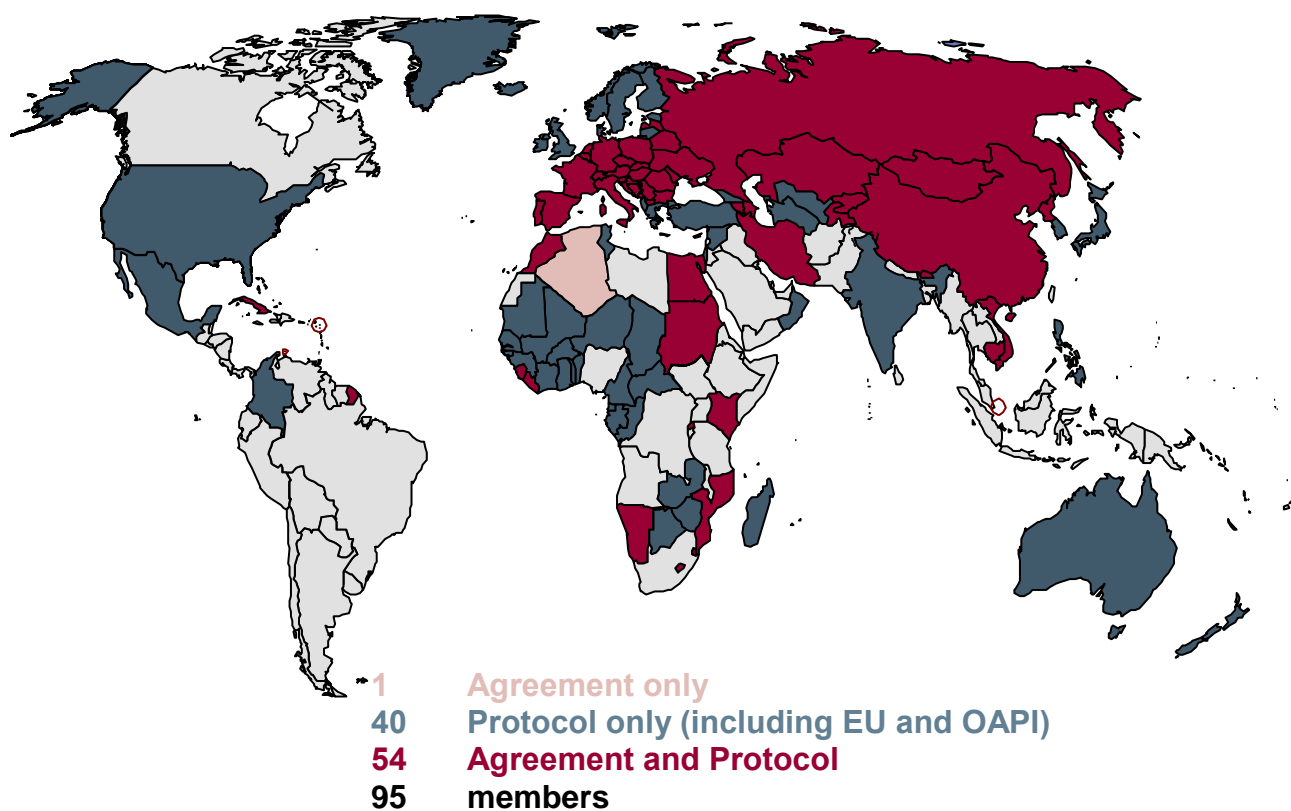 1 Agreement only
40 Protocol only (including EU and OAPI)
54 Agreement and Protocol
95 members